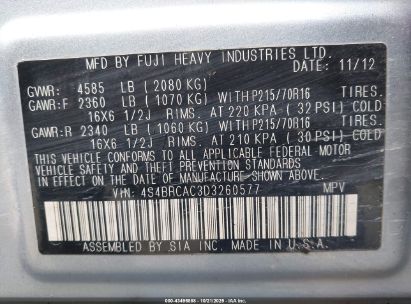 MFD BY FUJI HEAVY INDUSTRIES LTD.
DATE: 11/12
GVWR: 4585 LB ( 2080 KG)
GAWR:F 2360 LB ( 1070 KG) WITH P215/70R16 TIRES.
16X6 1/2J RIMS. AT 220 KPA ( 32 PSI) COLD
GAWR:R 2340 LB ( 1060 KG) WITH P215/70R16 TIRES.
16X6 1/2J RIMS. AT 210 KPA ( 30 PSI) COLD
THIS VEHICLE CONFORMS TO ALL APPLICABLE FEDERAL MOTOR
VEHICLE SAFETY BUMPER, AND THEFT PREVENTION STANDARDS
IN EFFECT ON THE DATE OF MANUFACTURE SHOWN ABOVE.
VIN: 4S4BRCAC3D3260577 MPV
ASSEMBLED BY SIA INC. MADE IN U.S.A.